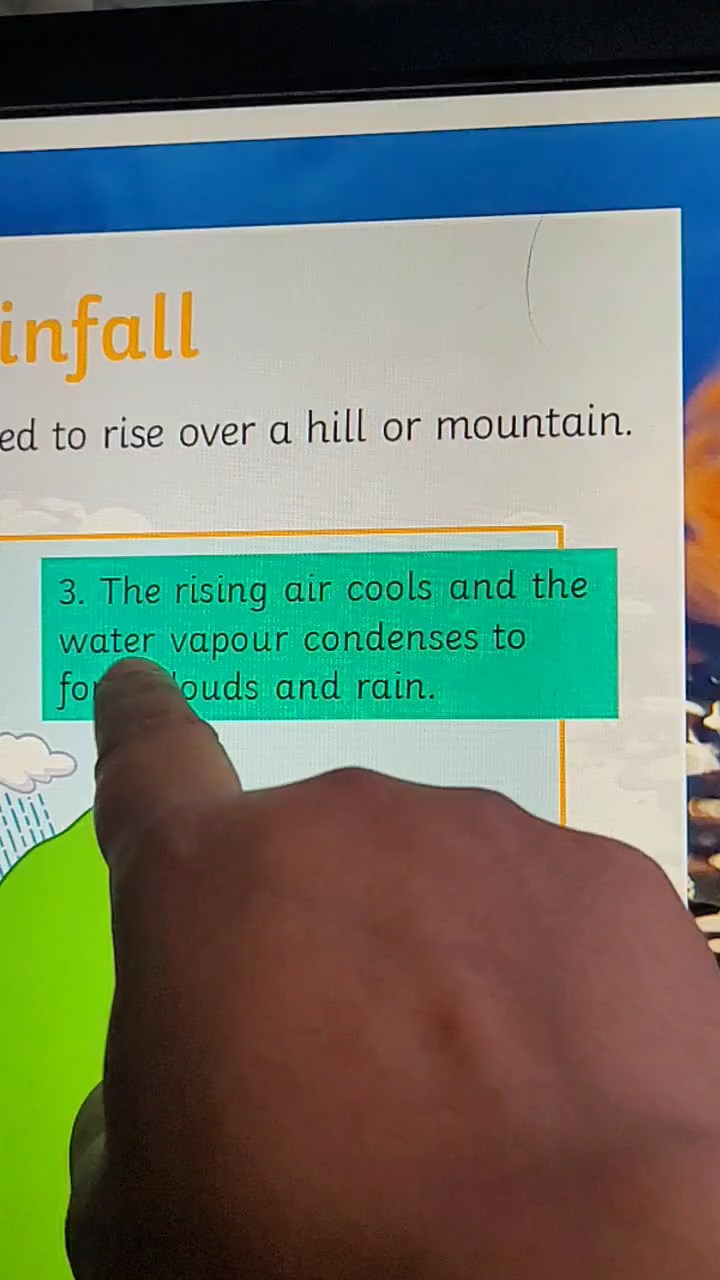 infall
ed to rise over a hill or mountain.
3. The rising air cools and the
water vapour condenses to
louds and rain.